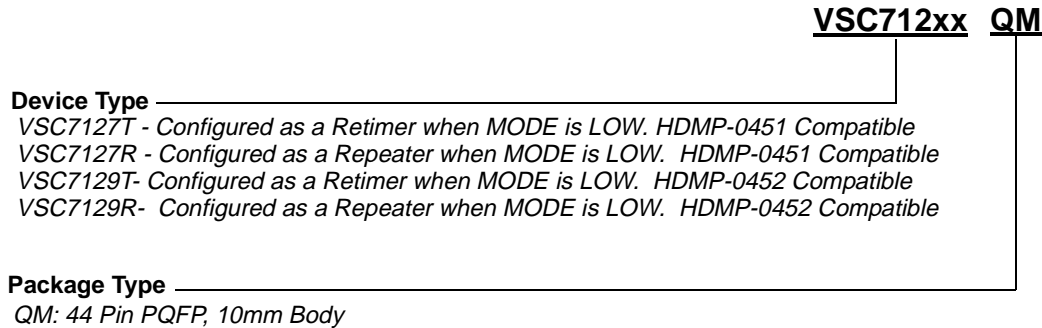 VSC712xx QM
Device Type
VSC7127T - Configured as a Retimer when MODE is LOW. HDMP-0451 Compatible
VSC7127R - Configured as a Repeater when MODE is LOW. HDMP-0451 Compatible
VSC7129T- Configured as a Retimer when MODE is LOW. HDMP-0452 Compatible
VSC7129R- Configured as a Repeater when MODE is LOW. HDMP-0452 Compatible
Package Type
QM: 44 Pin PQFP, 10mm Body